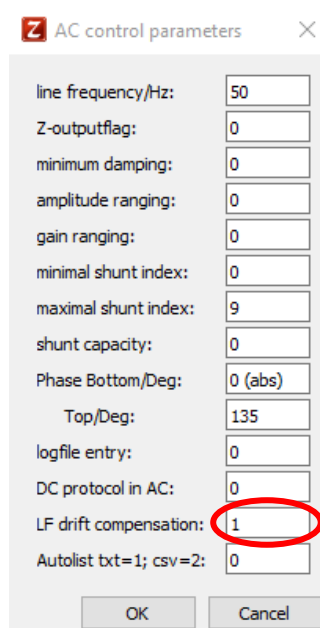 Z AC control parameters
line frequency/Hz: 50
Z-outputflag: 0
minimum damping: 0
amplitude ranging: 0
gain ranging: 0
minimal shunt index: 0
maximal shunt index: 9
shunt capacity: 0
Phase Bottom/Deg: 0 (abs)
Top/Deg: 135
logfile entry: 0
DC protocol in AC: 0
LF drift compensation: 1
Autolist txt=1; csv=2: 0
OK Cancel